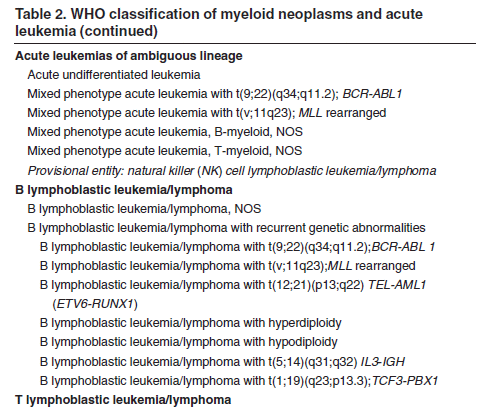 Table 2. WHO classification of myeloid neoplasms and acute
leukemia (continued)
Acute leukemias of ambiguous lineage
Acute undifferentiated leukemia
Mixed phenotype acute leukemia with t(9;22)(q34;q11.2); BCR-ABL1
Mixed phenotype acute leukemia with t(v;11q23); MLL rearranged
Mixed phenotype acute leukemia, B-myeloid, NOS
Mixed phenotype acute leukemia, T-myeloid, NOS
Provisional entity: natural killer (NK) cell lymphoblastic leukemia/lymphoma
B lymphoblastic leukemia/lymphoma
B lymphoblastic leukemia/lymphoma, NOS
B lymphoblastic leukemia/lymphoma with recurrent genetic abnormalities
B lymphoblastic leukemia/lymphoma with t(9;22)(q34;q11.2);BCR-ABL 1
B lymphoblastic leukemia/lymphoma with t(v;11q23);MLL rearranged
B lymphoblastic leukemia/lymphoma with t(12;21)(p13;q22) TEL-AML1
(ETV6-RUNX1)
B lymphoblastic leukemia/lymphoma with hyperdiploidy
B lymphoblastic leukemia/lymphoma with hypodiploidy
B lymphoblastic leukemia/lymphoma with t(5;14)(q31;q32) IL3-IGH
B lymphoblastic leukemia/lymphoma with t(1;19)(q23;p13.3);TCF3-PBX1
T lymphoblastic leukemia/lymphoma